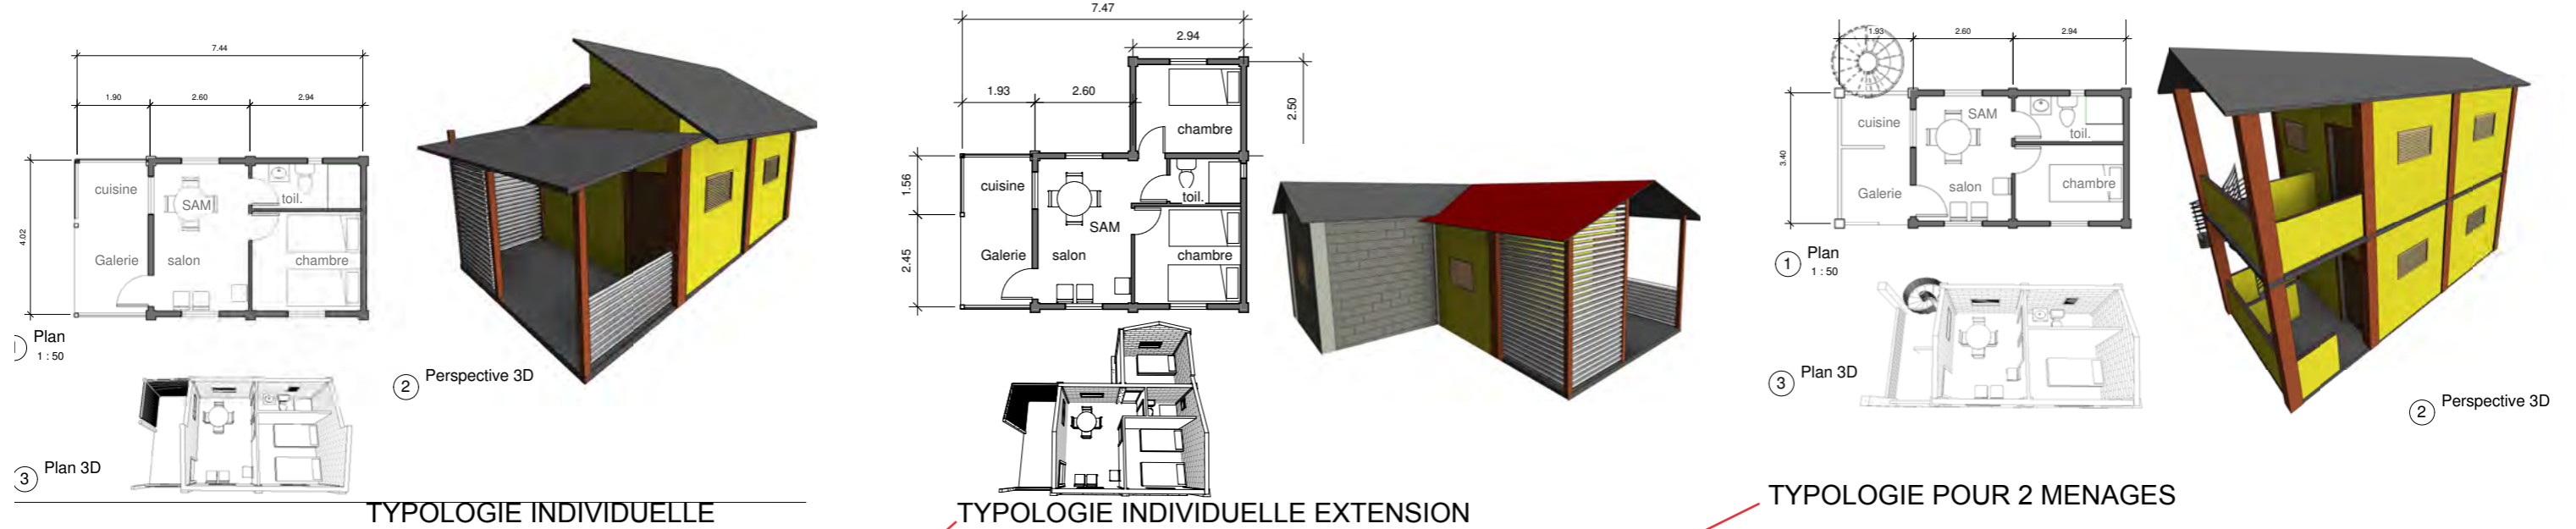 7.44
1.90
2.60
2.94
4.02
cuisine
SAM
toil.
Galerie
salon
chambre
Plan
1 : 50
2 Perspective 3D
3 Plan 3D
TYPOLOGIE INDIVIDUELLE
7.47
2.94
1.93
2.60
2.50
chambre
1.56
cuisine
toil.
SAM
2.45
Galerie
salon
chambre
TYPOLOGIE INDIVIDUELLE EXTENSION
1.93
2.60
2.94
3.40
cuisine
SAM
toil.
Galerie
salon
chambre
1 Plan
1 : 50
3 Plan 3D
2 Perspective 3D
TYPOLOGIE POUR 2 MENAGES